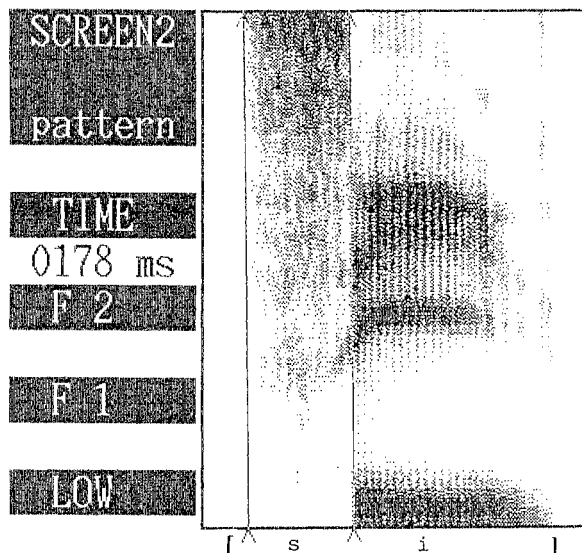 SCREEN2
pattern
TIME
0178 ms
F 2
F 1
LOW
[ s i ]